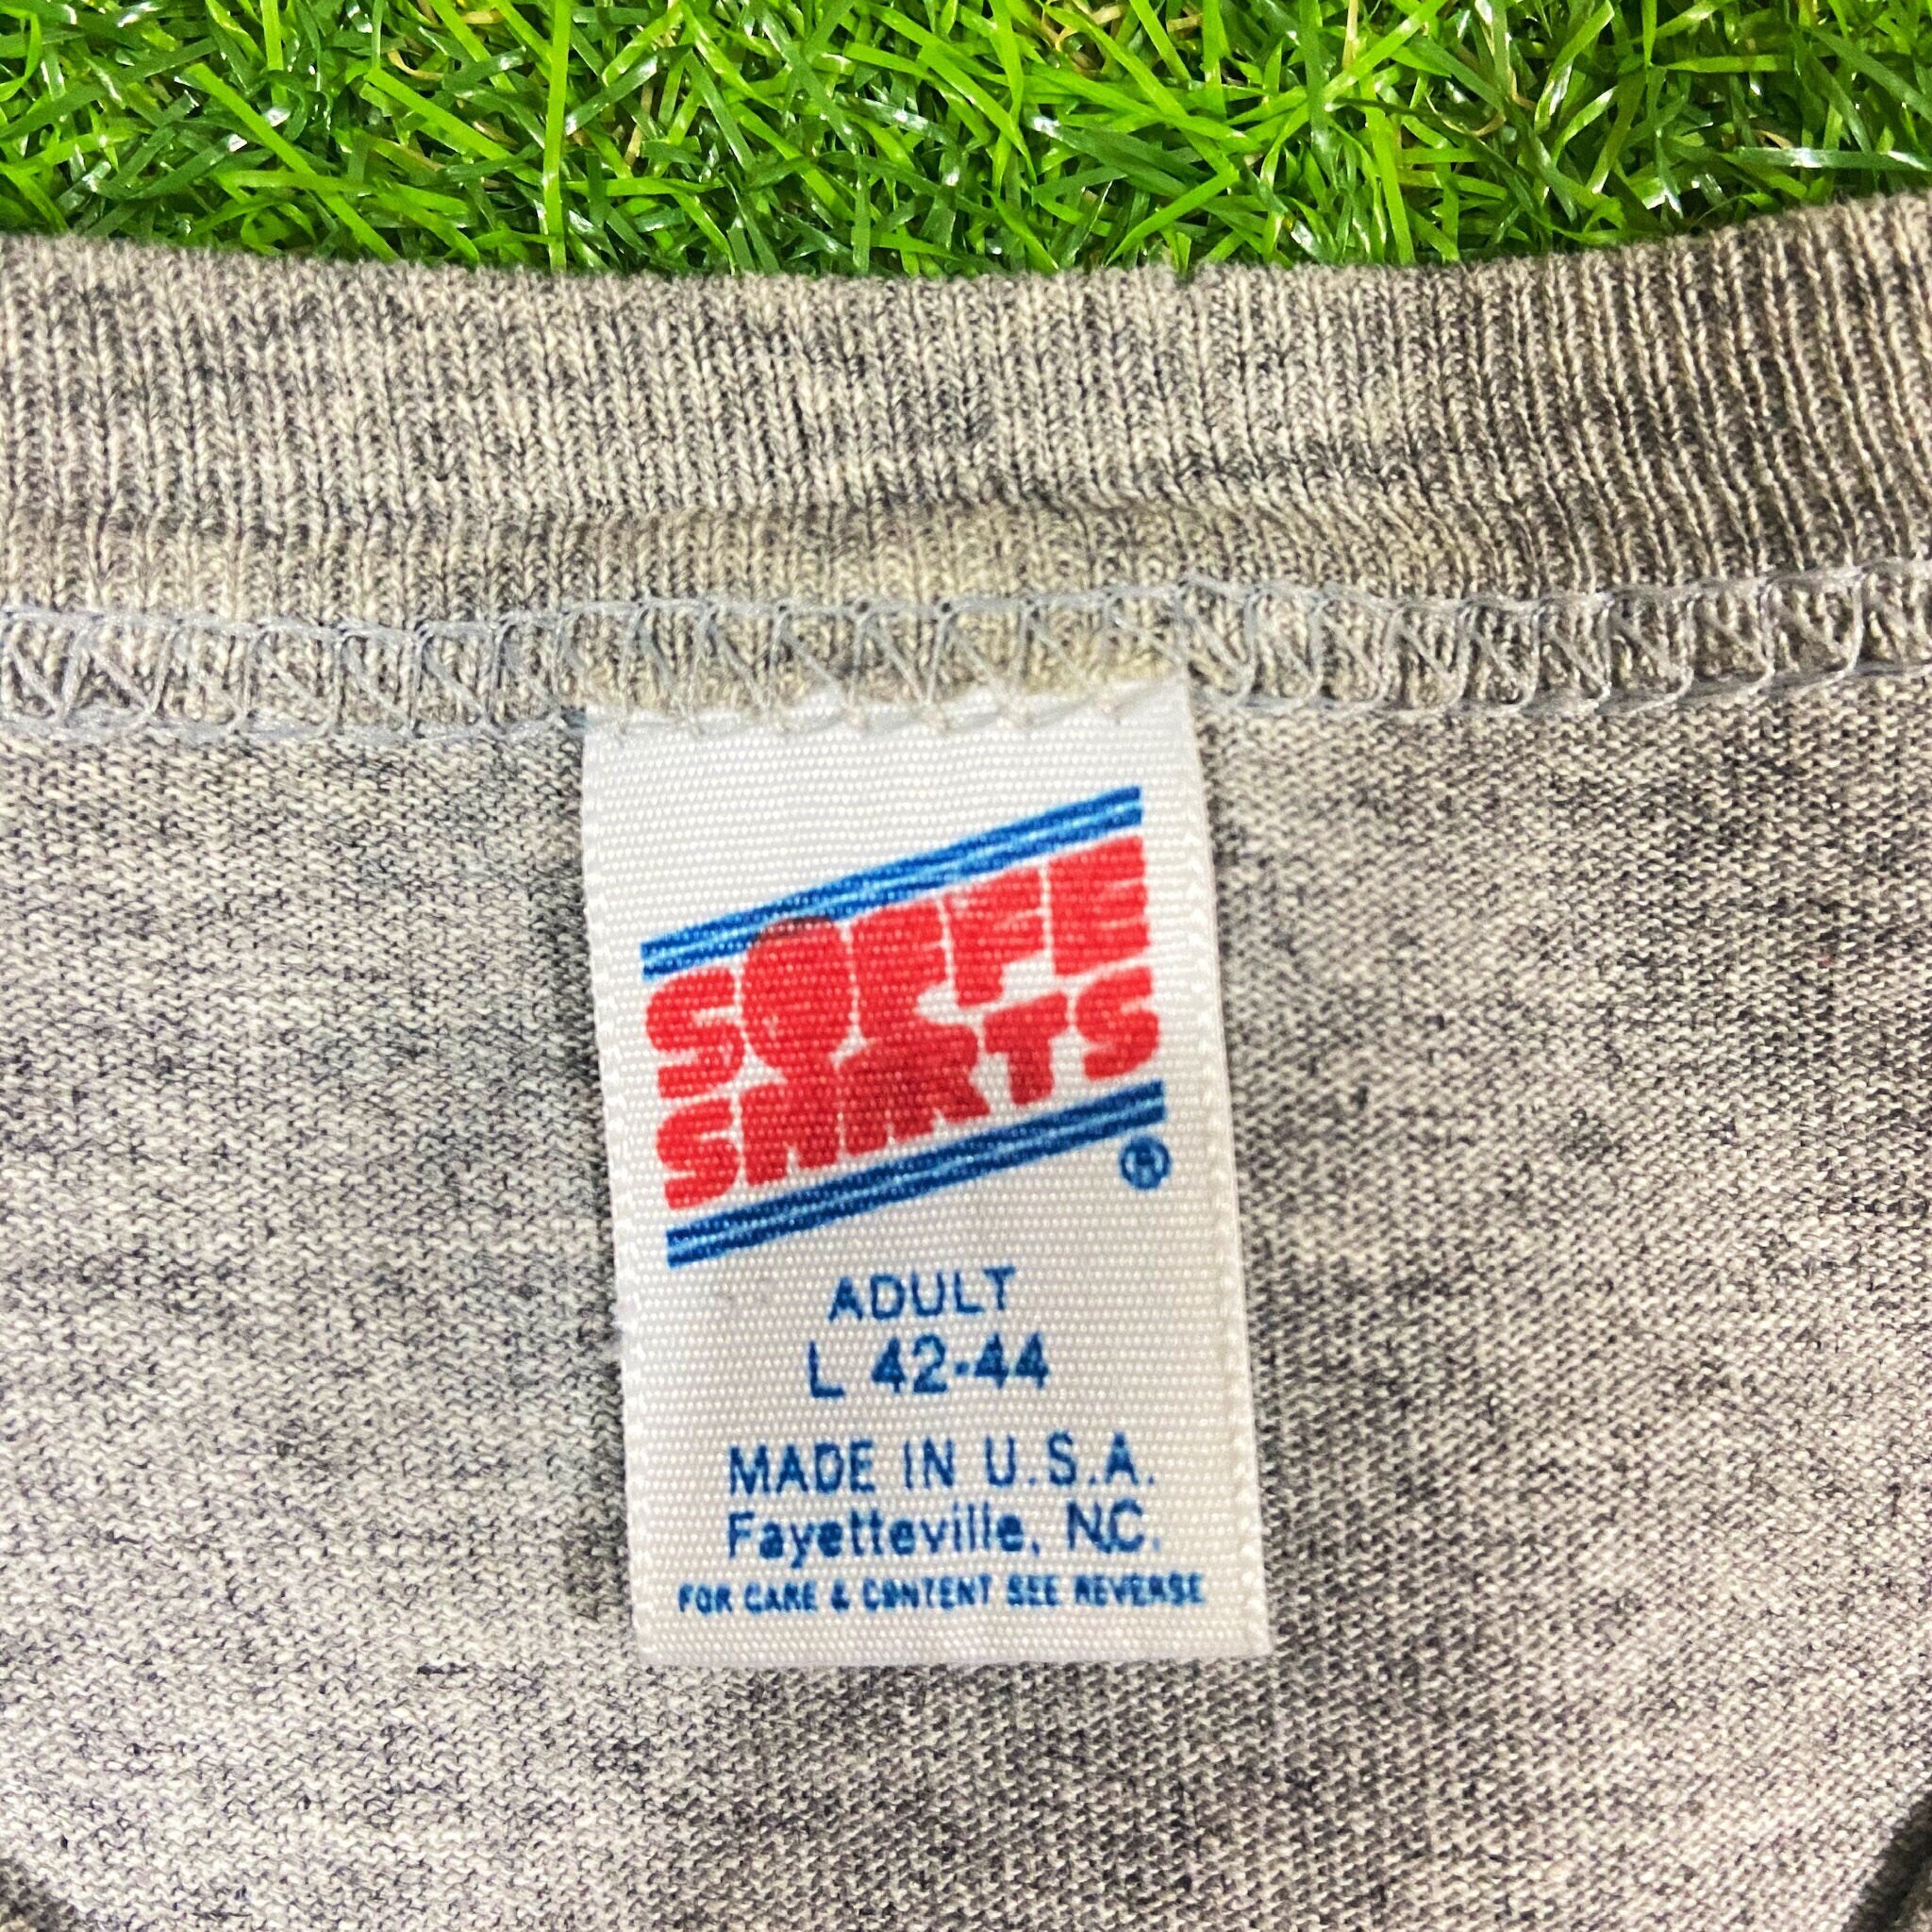 SOFFE
SHIRTS
®
ADULT
L 42-44
MADE IN U.S.A.
Fayetteville, NC.
FOR CARE & CONTENT SEE REVERSE